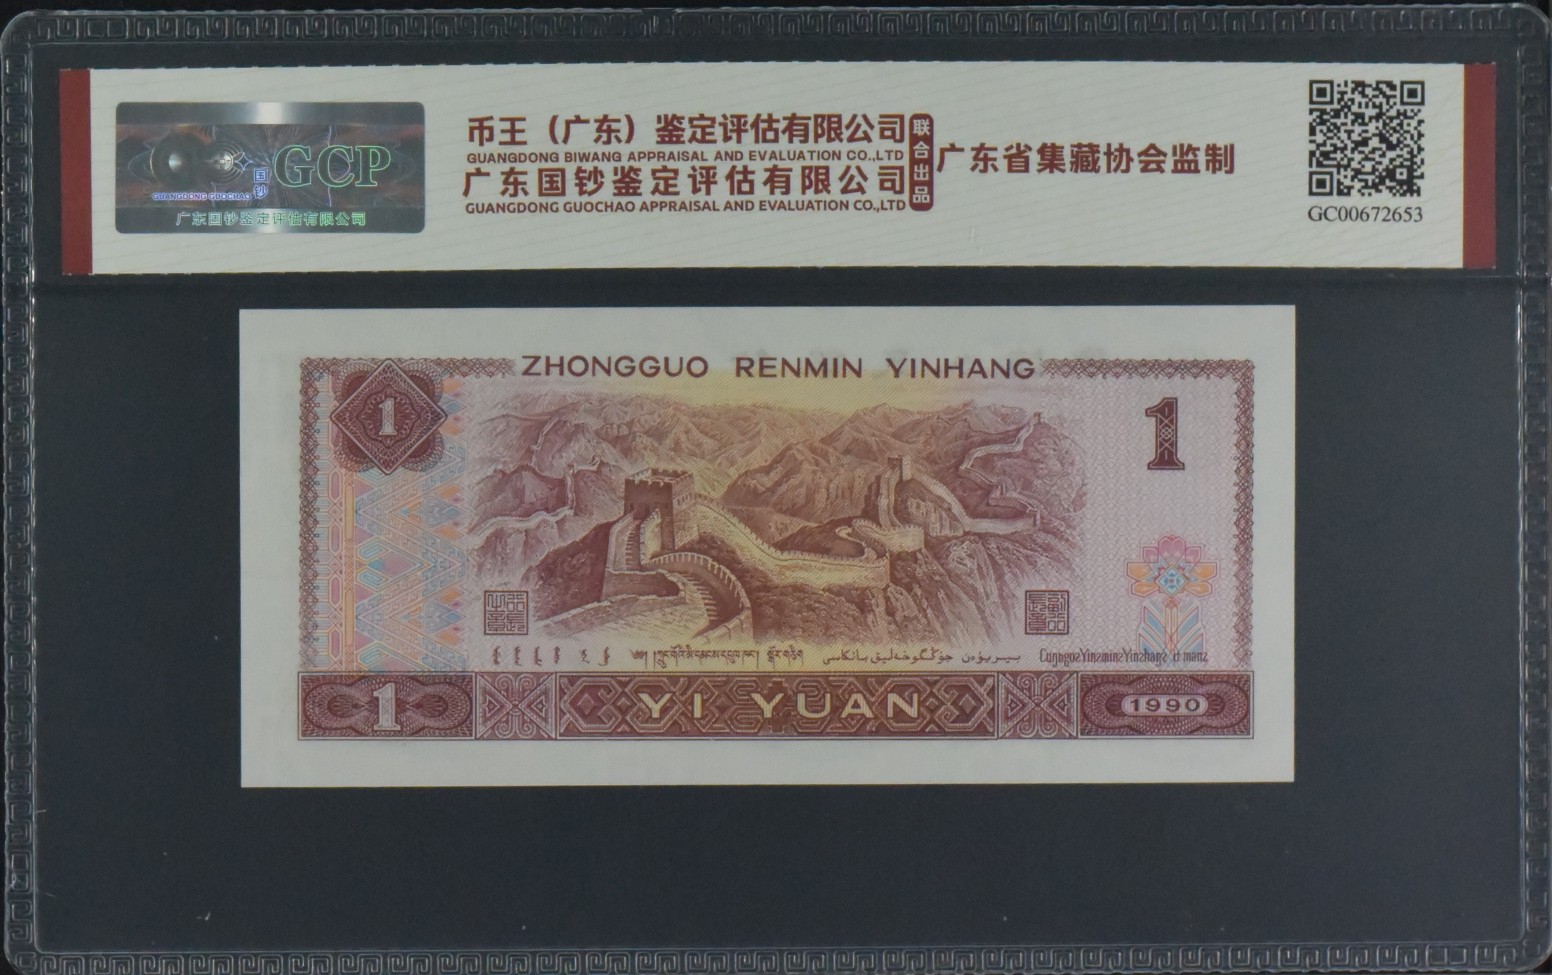 币王（广东）鉴定评估有限公司
GUANGDONG BIWANG APPRAISAL AND EVALUATION CO.,LTD
广东国钞鉴定评估有限公司
GUANGDONG GUOCHAO APPRAISAL AND EVALUATION CO.,LTD
联合出品
广东省集藏协会监制
GC00672653
国钞
GCP
GUANGDONG GUOCHAO
广东国钞鉴定评估有限公司
ZHONGGUO RENMIN YINHANG
1
1
1
YI YUAN
1990